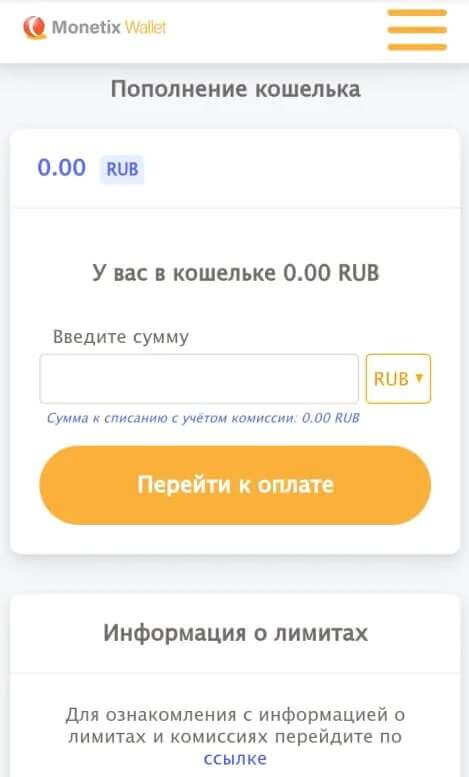 Monetix Wallet
Пополнение кошелька
0.00 RUB
У вас в кошельке 0.00 RUB
Введите сумму
RUB ▼
Сумма к списанию с учётом комиссии: 0.00 RUB
Перейти к оплате
Информация о лимитах
Для ознакомления с информацией о
лимитах и комиссиях перейдите по
ссылке